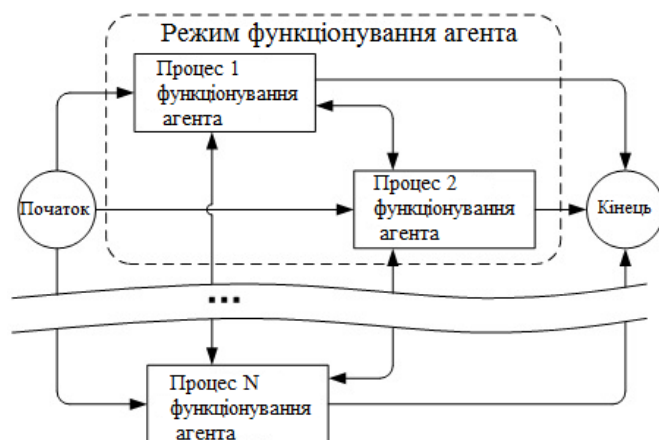 Режим функціонування агента
Процес 1
функціонування
агента
Процес 2
функціонування
агента
Початок
Кінець
...
Процес N
функціонування
агента